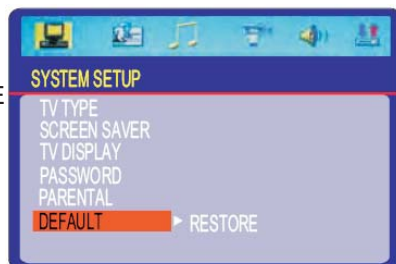 SYSTEM SETUP
TV TYPE
SCREEN SAVER
TV DISPLAY
PASSWORD
PARENTAL
DEFAULT RESTORE